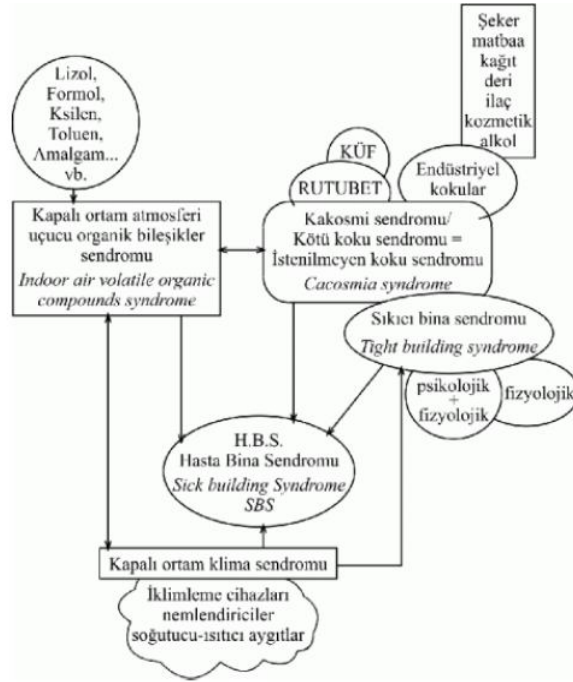 Lizol,
Formol,
Ksilen,
Toluen,
Amalgam...
vb.
Şeker
matbaa
kağıt
deri
ilaç
kozmetik
alkol
KÜF
RUTUBET
Endüstriyel
kokular
Kapalı ortam atmosferi
uçucu organik bileşikler
sendromu
Indoor air volatile organic
compounds syndrome
Kakosmi sendromu/
Kötü koku sendromu =
İstenilmeyen koku sendromu
Cacosmia syndrome
Sıkıcı bina sendromu
Tight building syndrome
psikolojik
+
fizyolojik
fizyolojik
H.B.S.
Hasta Bina Sendromu
Sick building Syndrome
SBS
Kapalı ortam klima sendromu
İklimleme cihazları
nemlendiriciler
soğutucu-ısıtıcı aygıtlar